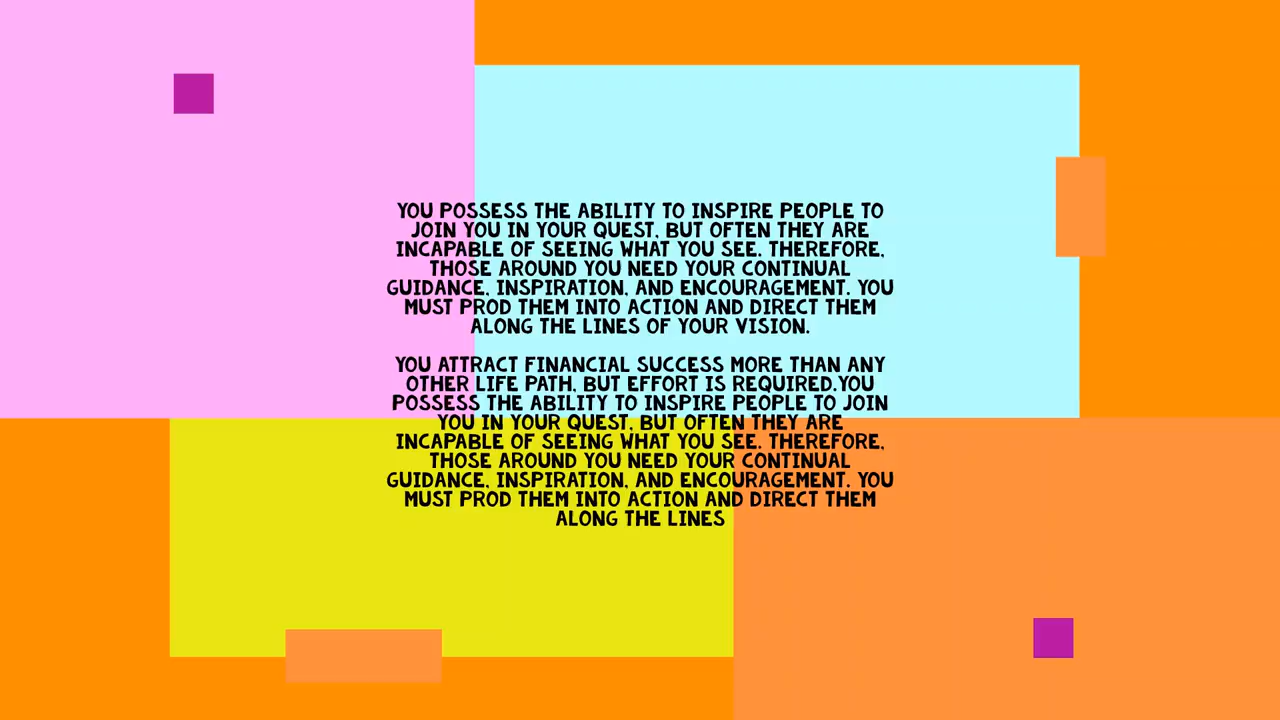 YOU POSSESS THE ABILITY TO INSPIRE PEOPLE TO
JOIN YOU IN YOUR QUEST, BUT OFTEN THEY ARE
INCAPABLE OF SEEING WHAT YOU SEE. THEREFORE,
THOSE AROUND YOU NEED YOUR CONTINUAL
GUIDANCE, INSPIRATION, AND ENCOURAGEMENT. YOU
MUST PROD THEM INTO ACTION AND DIRECT THEM
ALONG THE LINES OF YOUR VISION.
YOU ATTRACT FINANCIAL SUCCESS MORE THAN ANY
OTHER LIFE PATH, BUT EFFORT IS REQUIRED.YOU
POSSESS THE ABILITY TO INSPIRE PEOPLE TO JOIN
YOU IN YOUR QUEST, BUT OFTEN THEY ARE
INCAPABLE OF SEEING WHAT YOU SEE. THEREFORE,
THOSE AROUND YOU NEED YOUR CONTINUAL
GUIDANCE, INSPIRATION, AND ENCOURAGEMENT. YOU
MUST PROD THEM INTO ACTION AND DIRECT THEM
ALONG THE LINES